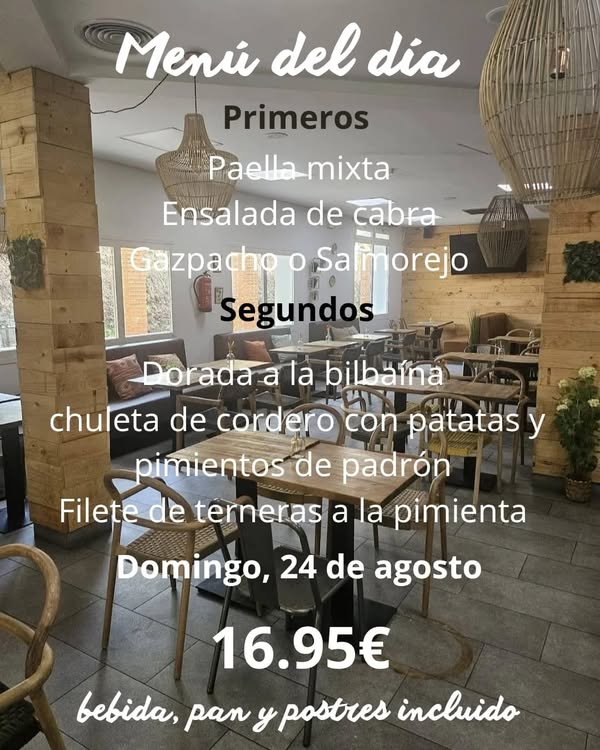 Menú del día
Primeros
Paella mixta
Ensalada de cabra
Gazpacho o Salmorejo
Segundos
Dorada a la bilbaína
chuleta de cordero con patatas y
pimientos de padrón
Filete de terneras a la pimienta
Domingo, 24 de agosto
16.95€
bebida, pan y postres incluido